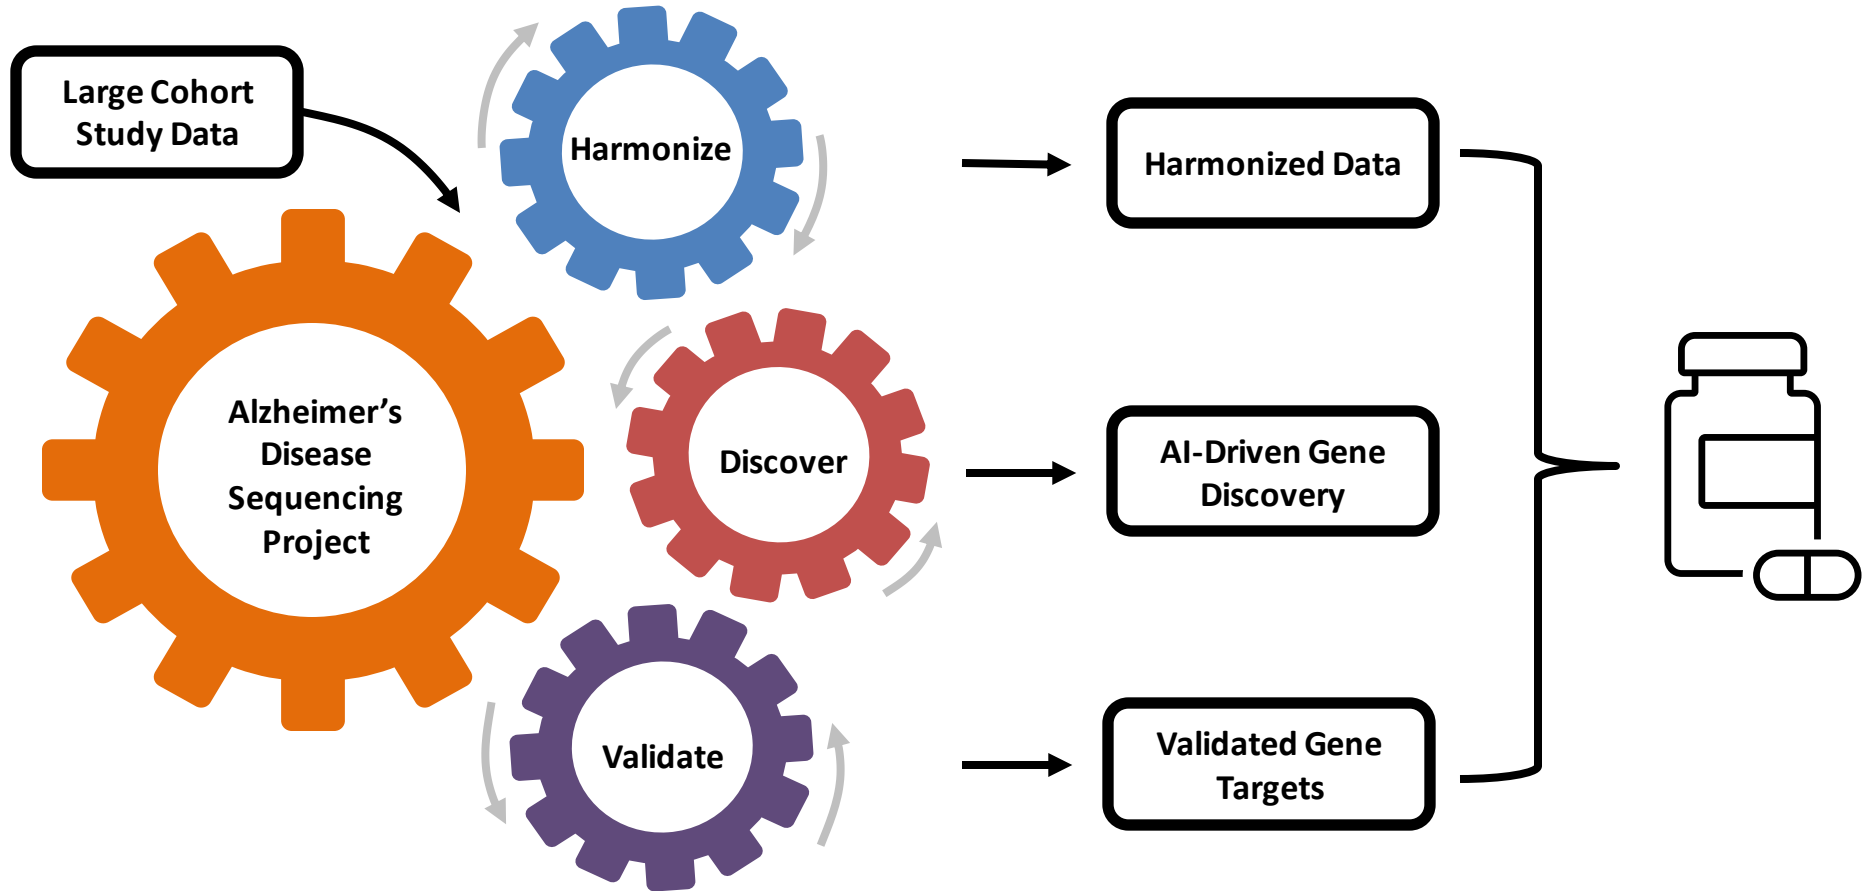 Large Cohort
Study Data
Harmonize
Harmonized Data
Alzheimer’s
Disease
Sequencing
Project
Discover
AI-Driven Gene
Discovery
Validate
Validated Gene
Targets